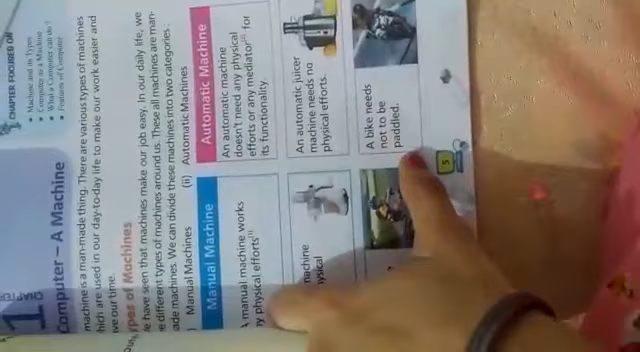 CHAPTER FOCUSES ON
Machine and its Types
Computer as a Machine
What a Computer can do?
Features of Computer
CHAPTER
1
Computer – A Machine
machine is a man-made thing. There are various types of machines
hich are used in our day-to-day life to make our work easier and
ve our time.
ypes of Machines
e have seen that machines make our job easy. In our daily life, we
e different types of machines around us. These all machines are man-
ade machines. We can divide these machines into two categories :
) Manual Machines (ii) Automatic Machines
Manual Machine
Automatic Machine
A manual machine works
by physical efforts
An automatic machine
doesn't need any physical
efforts or any mediator for
its functionality.
machine
ysical
An automatic juicer
machine needs no
physical efforts.
A bike needs
not to be
paddled.
5